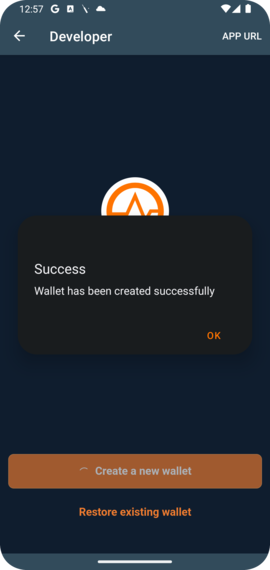 12:57
Developer
APP URL
Success
Wallet has been created successfully
OK
Create a new wallet
Restore existing wallet